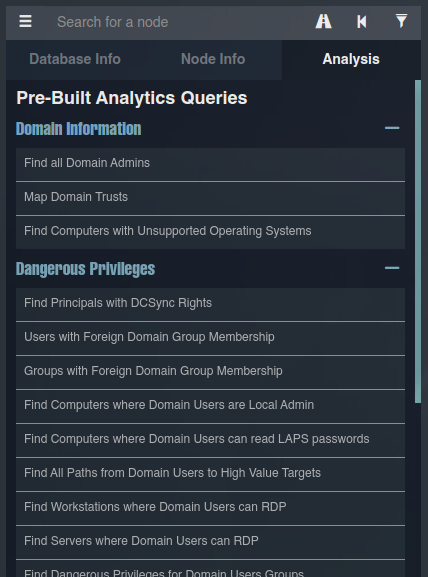 Search for a node
Database Info Node Info Analysis
Pre-Built Analytics Queries
Domain Information
Find all Domain Admins
Map Domain Trusts
Find Computers with Unsupported Operating Systems
Dangerous Privileges
Find Principals with DCSync Rights
Users with Foreign Domain Group Membership
Groups with Foreign Domain Group Membership
Find Computers where Domain Users are Local Admin
Find Computers where Domain Users can read LAPS passwords
Find All Paths from Domain Users to High Value Targets
Find Workstations where Domain Users can RDP
Find Servers where Domain Users can RDP
Find Dangerous Privileges for Domain Users Groups